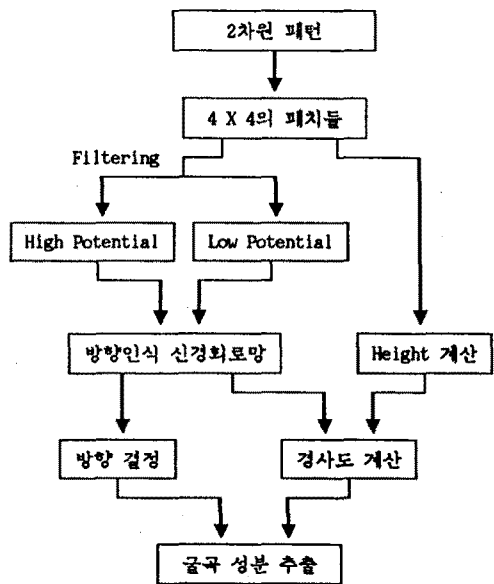 2차원 패턴
4 X 4의 패치들
Filtering
High Potential
Low Potential
방향인식 신경회로망
Height 계산
방향 결정
경사도 계산
굴곡 성분 추출